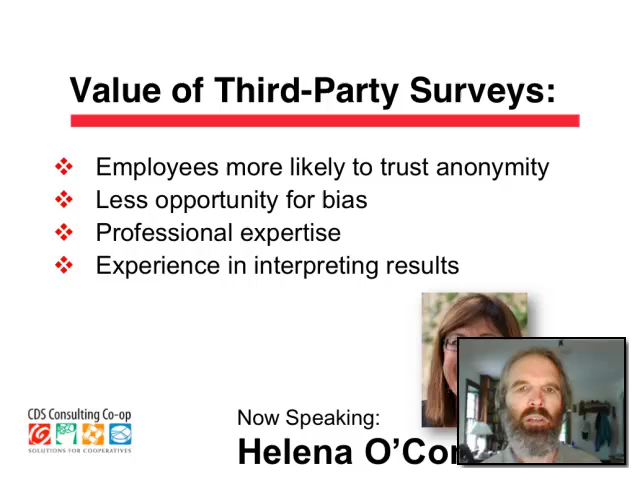 Value of Third-Party Surveys:
Employees more likely to trust anonymity
Less opportunity for bias
Professional expertise
Experience in interpreting results
CDS Consulting Co-op
SOLUTIONS FOR COOPERATIVES
Now Speaking:
Helena O’Con